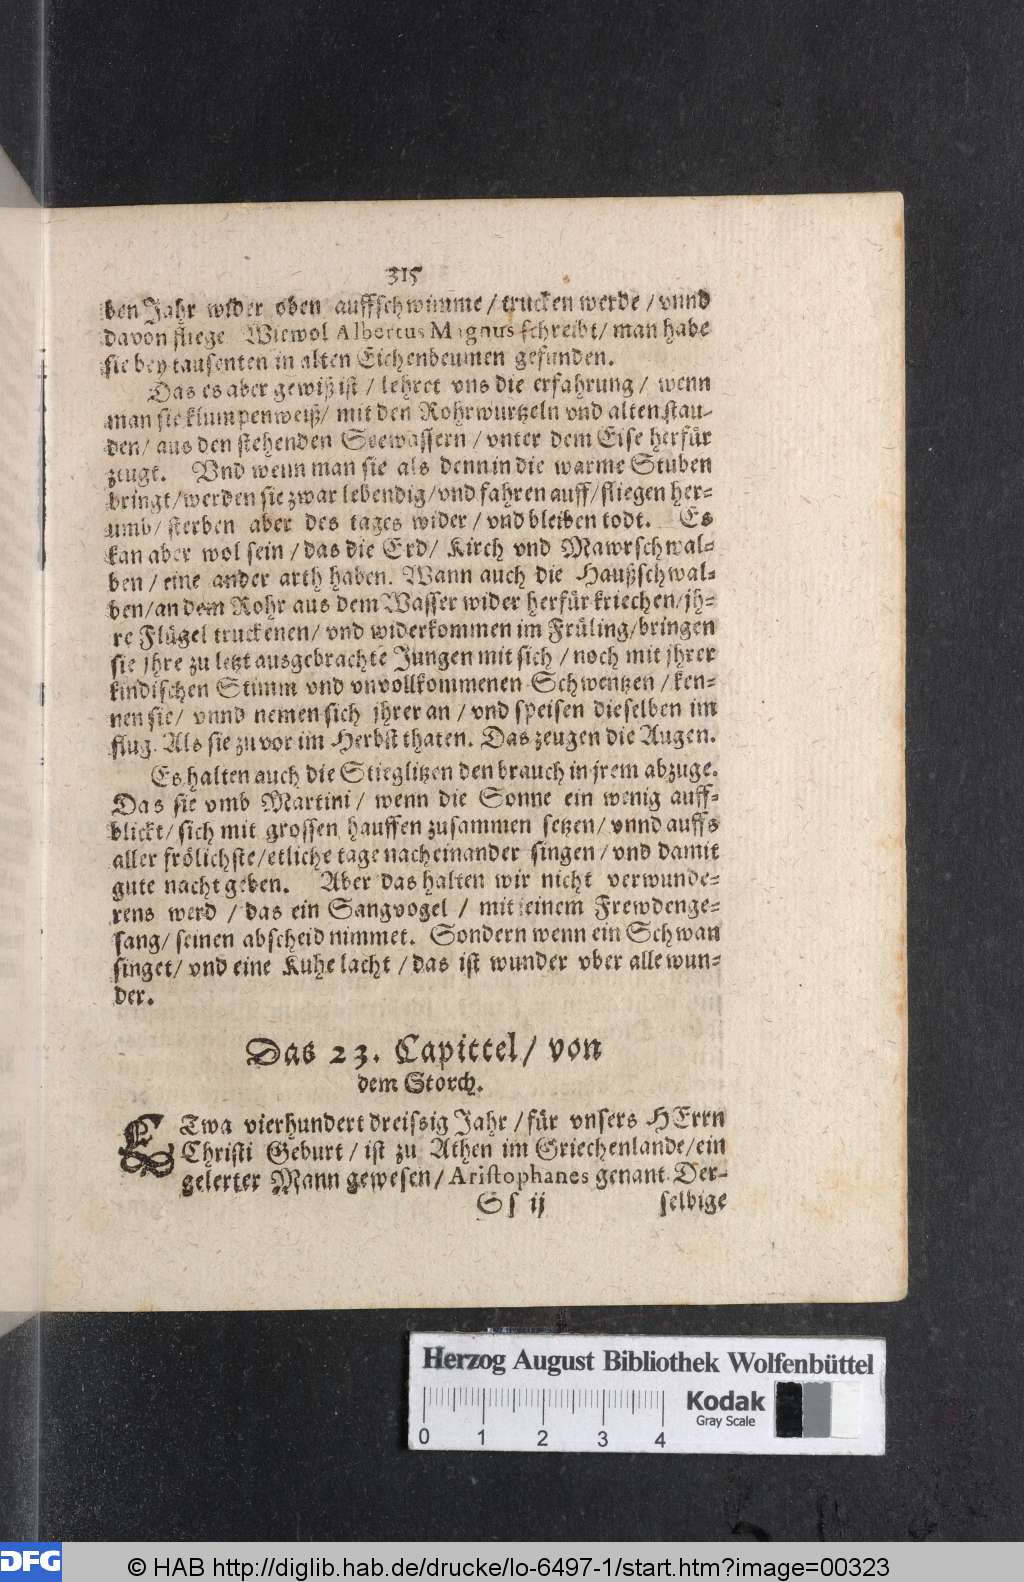 315
ben Jahr wider oben auffschwimme / trucken werde / vnnd
davon fliege Wiewol Albertus Magnus schreibt / man habe
sie bey tausenten in alten Eichenbeumen gefunden.
Das es aber gewiß ist / lehret vns die erfahrung / wenn
man sie klumpenweiß / mit den Rohrwurtzeln vnd alten stau-
den / aus den stehenden Seewassern / vnter dem Eise herfür
zeugt. Vnd wenn man sie als denn in die warme Stuben
bringt / werden sie zwar lebendig / vnd fahren auff / fliegen her-
umb / sterben aber des tages wider / vnd bleiben todt. Es
kan aber wol sein / das die Erd / Kirch vnd Mawrschwal-
ben / eine ander arth haben. Wann auch die Haußschwal-
ben / an dem Rohr aus dem Wasser wider herfür kriechen / jh-
re Flügel truckenen / vnd widerkommen im Früling / bringen
sie jhre zu letzt ausgebrachte Jungen mit sich / noch mit jhrer
kindischen Stimm vnd vnvollkommenen Schwentzen / ken-
nen sie / vnnd nemen sich jhrer an / vnd speisen dieselben im
flug. Als sie zuvor im Herbst thaten. Das zeugen die Augen.
Es halten auch die Stieglitzen den brauch in jrem abzuge.
Das sie vmb Martini / wenn die Sonne ein wenig auff-
blickt / sich mit grossen hauffen zusammen setzen / vnnd auffs
aller frölichste / etliche tage nacheinander singen / vnd damit
gute nacht geben. Aber das halten wir nicht verwunde-
rens werd / das ein Sangvogel / mit seinem Frewdenge-
sang / seinen abscheid nimmet. Sondern wenn ein Schwan
singet / vnd eine Kuhe lacht / das ist wunder vber alle wun-
der.
Das 23. Capittel / von
dem Storch.
ETwa vierhundert dreissig Jahr / für vnsers HErrn
Christi Geburt / ist zu Athen im Griechenlande / ein
gelerter Mann gewesen / Aristophanes genant. Der-
Ss ij selbige
Herzog August Bibliothek Wolfenbüttel
Kodak
Gray Scale
0 1 2 3 4
DFG © HAB http://diglib.hab.de/drucke/lo-6497-1/start.htm?image=00323